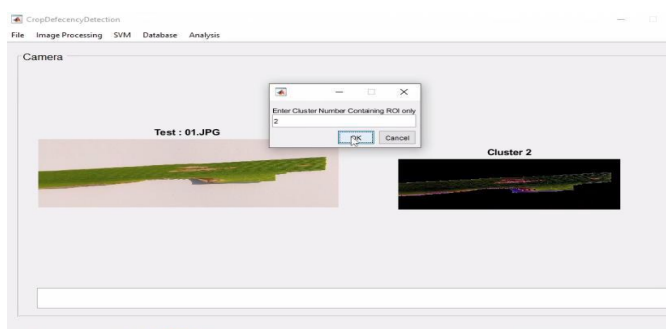 CropDefecencyDetection
File Image Processing SVM Database Analysis
Camera
Enter Cluster Number Containing ROI only
2
OK Cancel
Test : 01.JPG
Cluster 2